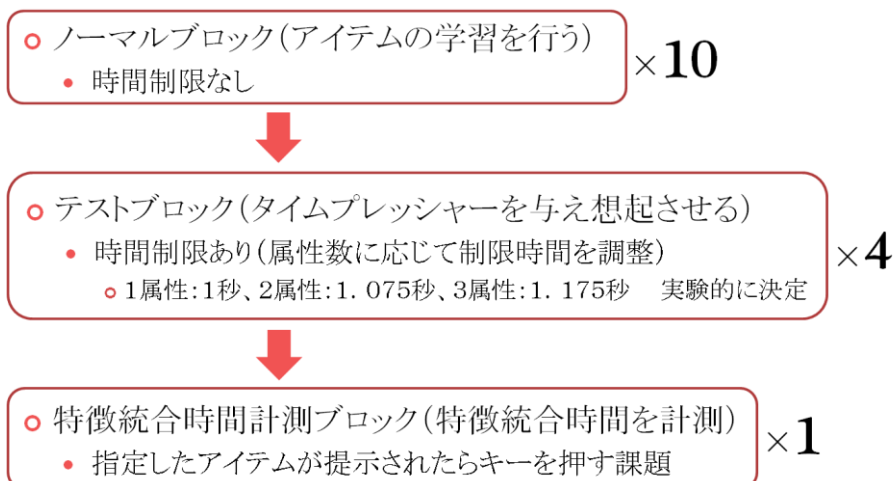 ノーマルブロック(アイテムの学習を行う)
時間制限なし
×10
テストブロック(タイムプレッシャーを与え想起させる)
時間制限あり(属性数に応じて制限時間を調整)
1属性:1秒、2属性:1.075秒、3属性:1.175秒 実験的に決定
×4
特徴統合時間計測ブロック(特徴統合時間を計測)
指定したアイテムが提示されたらキーを押す課題
×1